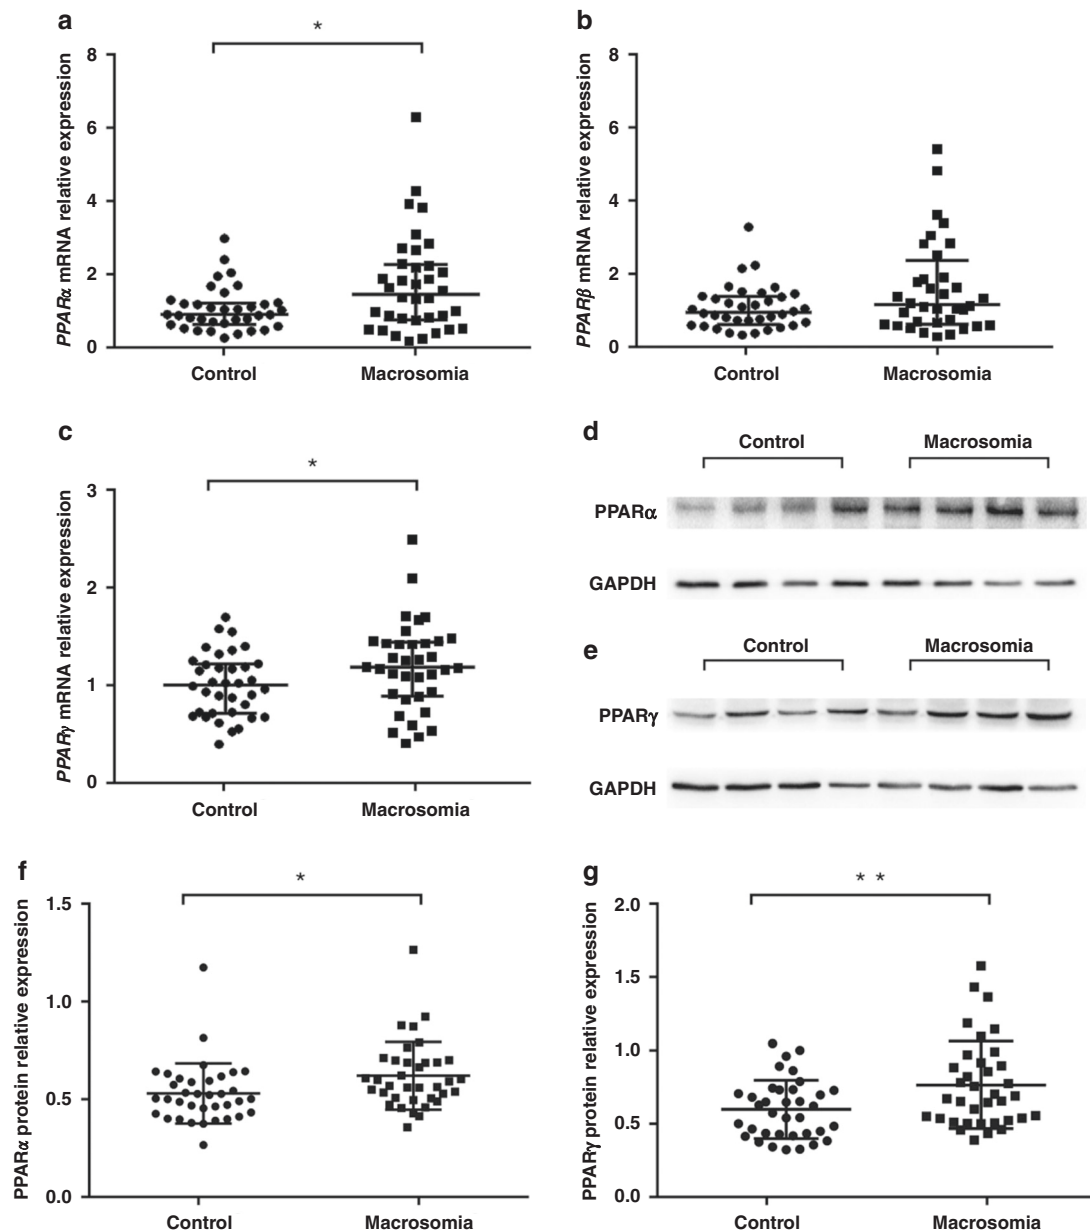 a
*
PPARα mRNA relative expression
8
6
4
2
0
Control
Macrosomia
b
PPARβ mRNA relative expression
8
6
4
2
0
Control
Macrosomia
c
*
PPARγ mRNA relative expression
3
2
1
0
Control
Macrosomia
d
Control
Macrosomia
PPARα
GAPDH
e
Control
Macrosomia
PPARγ
GAPDH
f
*
PPARα protein relative expression
1.5
1.0
0.5
0.0
Control
Macrosomia
g
* *
PPARγ protein relative expression
2.0
1.5
1.0
0.5
0.0
Control
Macrosomia